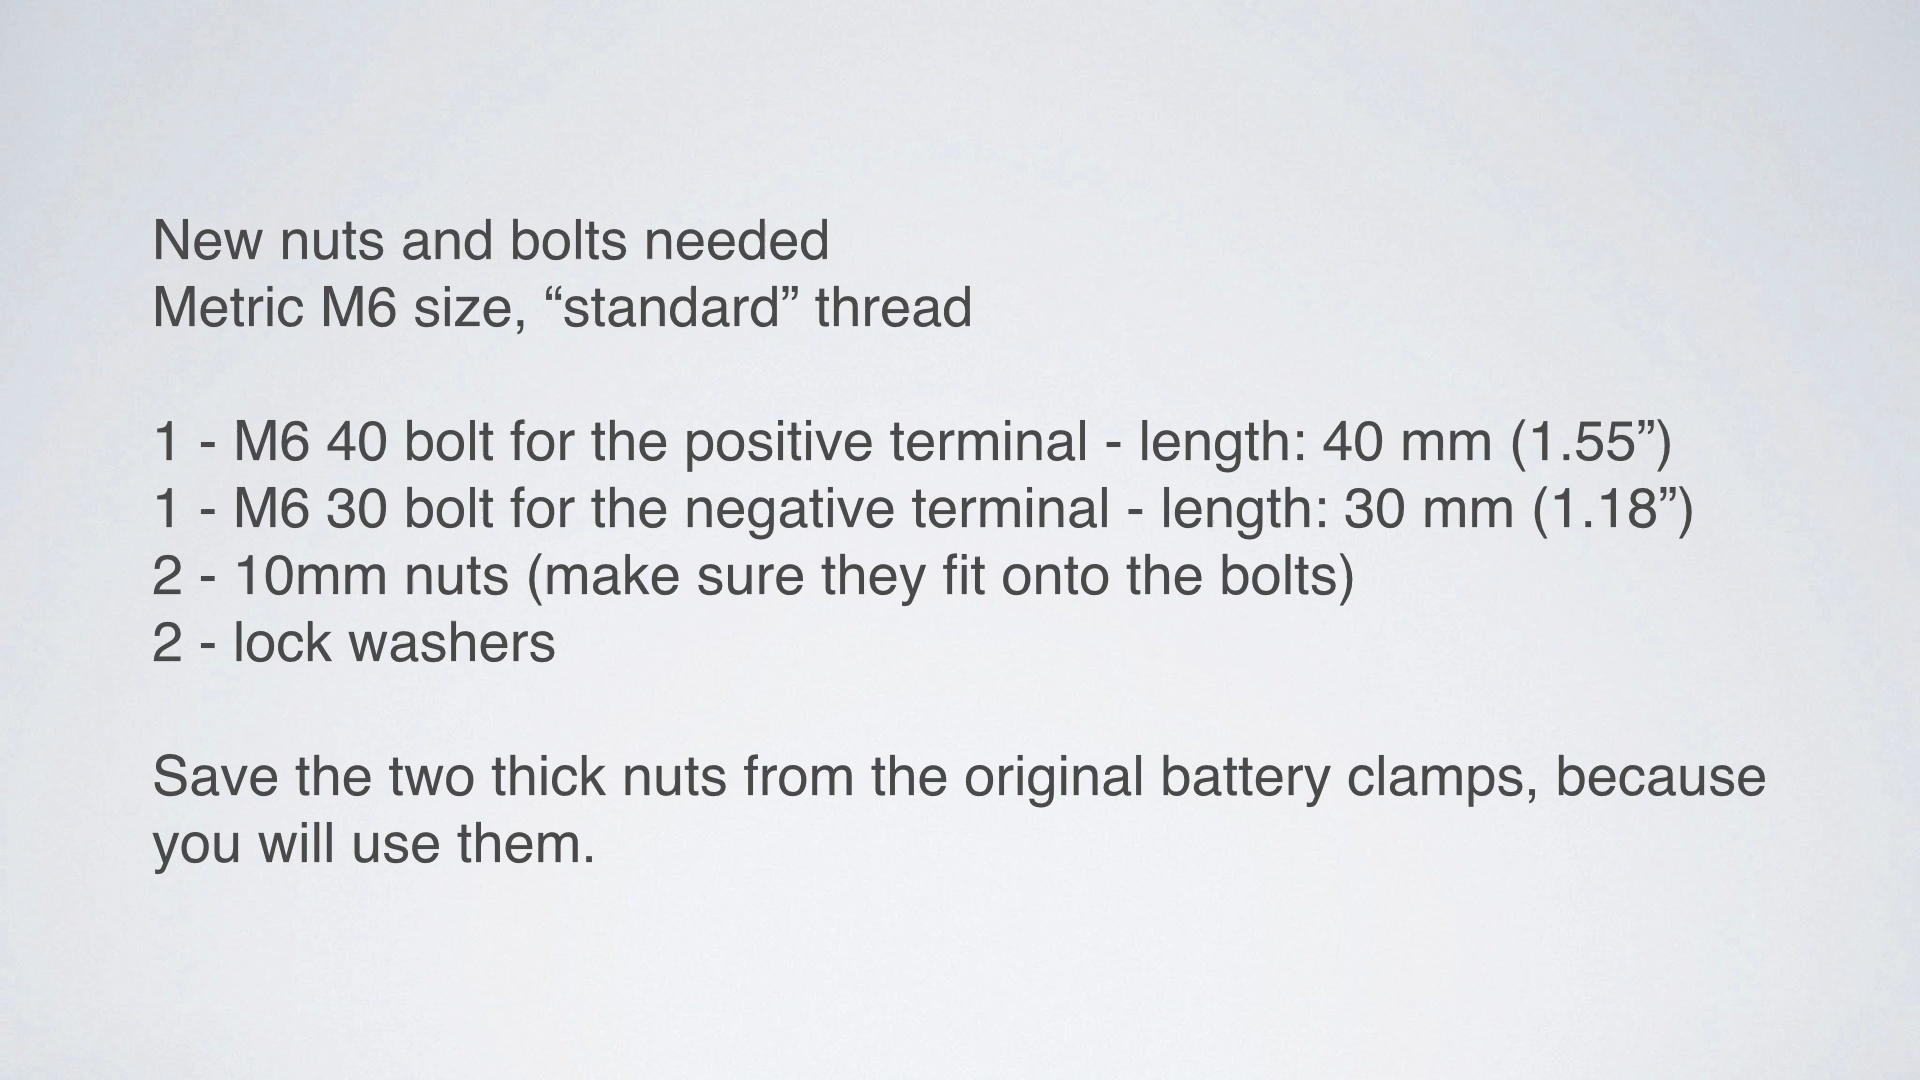 New nuts and bolts needed
Metric M6 size, “standard” thread
1 - M6 40 bolt for the positive terminal - length: 40 mm (1.55”)
1 - M6 30 bolt for the negative terminal - length: 30 mm (1.18”)
2 - 10mm nuts (make sure they fit onto the bolts)
2 - lock washers
Save the two thick nuts from the original battery clamps, because
you will use them.